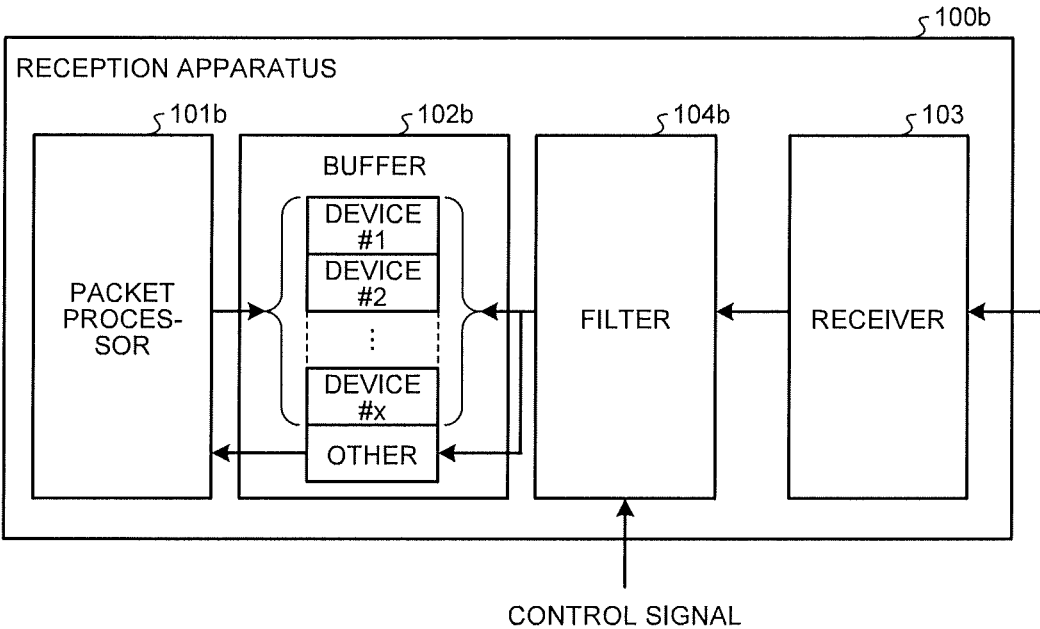 100b
RECEPTION APPARATUS
101b
102b
104b
103
PACKET
PROCES-
SOR
BUFFER
DEVICE
#1
DEVICE
#2
⋮
DEVICE
#x
OTHER
FILTER
RECEIVER
CONTROL SIGNAL